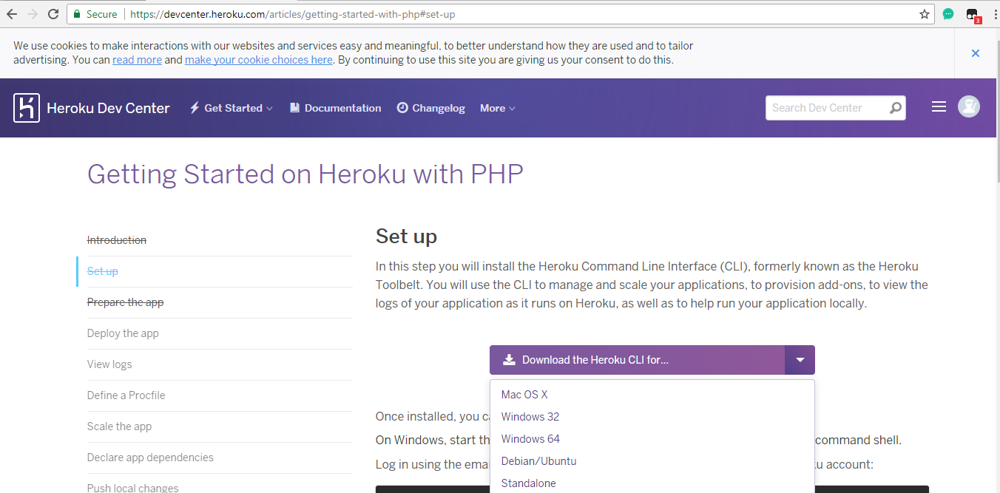 Secure
https://devcenter.heroku.com/articles/getting-started-with-php#set-up
3
We use cookies to make interactions with our websites and services easy and meaningful, to better understand how they are used and to tailor
advertising. You can read more and make your cookie choices here. By continuing to use this site you are giving us your consent to do this.
Heroku Dev Center
Get Started
Documentation
Changelog
More
Search Dev Center
Getting Started on Heroku with PHP
Introduction
Set up
Prepare the app
Deploy the app
View logs
Define a Procfile
Scale the app
Declare app dependencies
Push local changes
Set up
In this step you will install the Heroku Command Line Interface (CLI), formerly known as the Heroku
Toolbelt. You will use the CLI to manage and scale your applications, to provision add-ons, to view the
logs of your application as it runs on Heroku, as well as to help run your application locally.
Download the Heroku CLI for...
Mac OS X
Windows 32
Windows 64
Debian/Ubuntu
Standalone
Once installed, you
On Windows, start command shell.
Log in using the account: